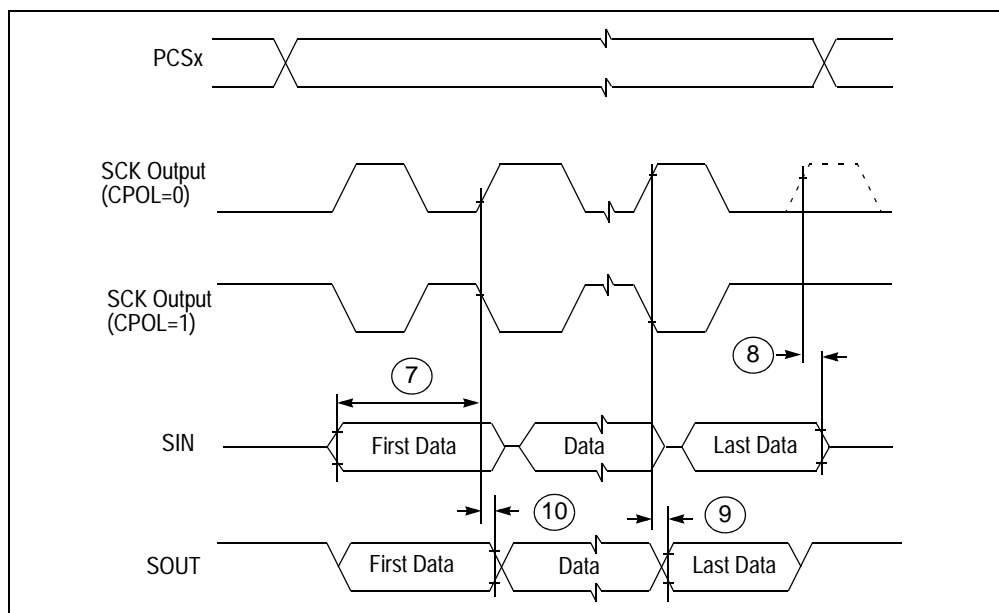 PCSx
SCK Output
(CPOL=0)
SCK Output
(CPOL=1)
8
7
SIN
First Data
Data
Last Data
10
9
SOUT
First Data
Data
Last Data